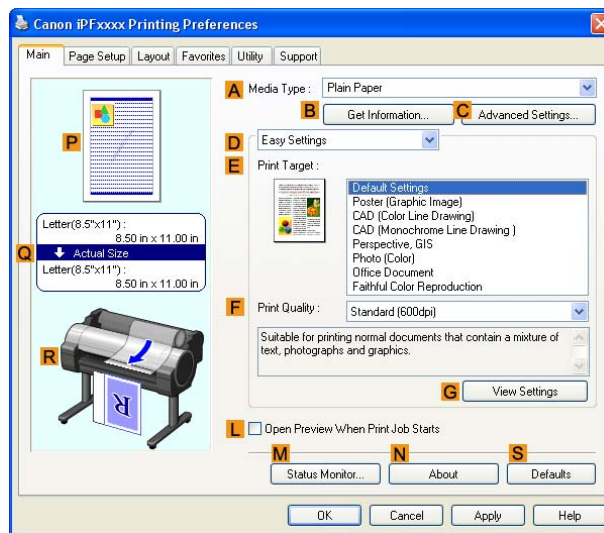 Canon iPFxxxx Printing Preferences
Main Page Setup Layout Favorites Utility Support
A Media Type : Plain Paper
B Get Information... C Advanced Settings...
D Easy Settings
E Print Target :
Default Settings
Poster (Graphic Image)
CAD (Color Line Drawing)
CAD (Monochrome Line Drawing )
Perspective, GIS
Photo (Color)
Office Document
Faithful Color Reproduction
F Print Quality : Standard (600dpi)
Suitable for printing normal documents that contain a mixture of
text, photographs and graphics.
G View Settings
P
Letter(8.5"x11") :
8.50 in x 11.00 in
Q Actual Size
Letter(8.5"x11") :
8.50 in x 11.00 in
R
R
L Open Preview When Print Job Starts
M N S
Status Monitor... About Defaults
OK Cancel Apply Help